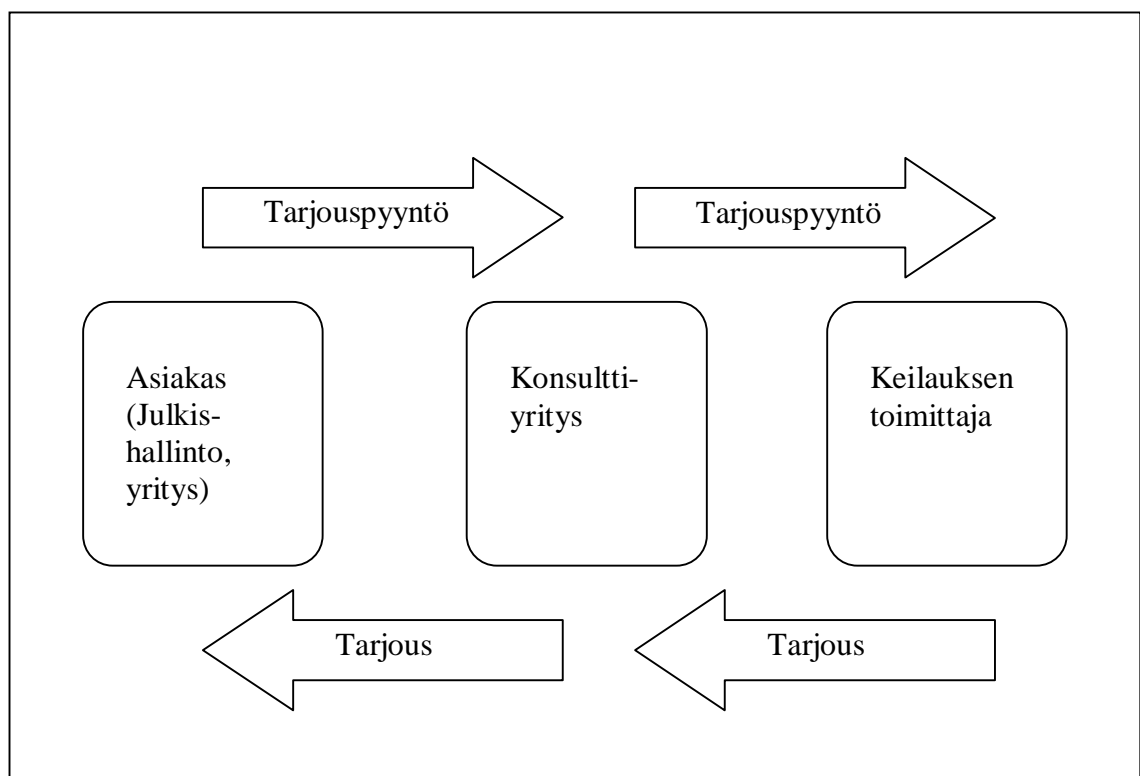 Tarjouspyyntö
Tarjouspyyntö
Asiakas
(Julkis-
hallinto,
yritys)
Konsultti-
yritys
Keilauksen
toimittaja
Tarjous
Tarjous